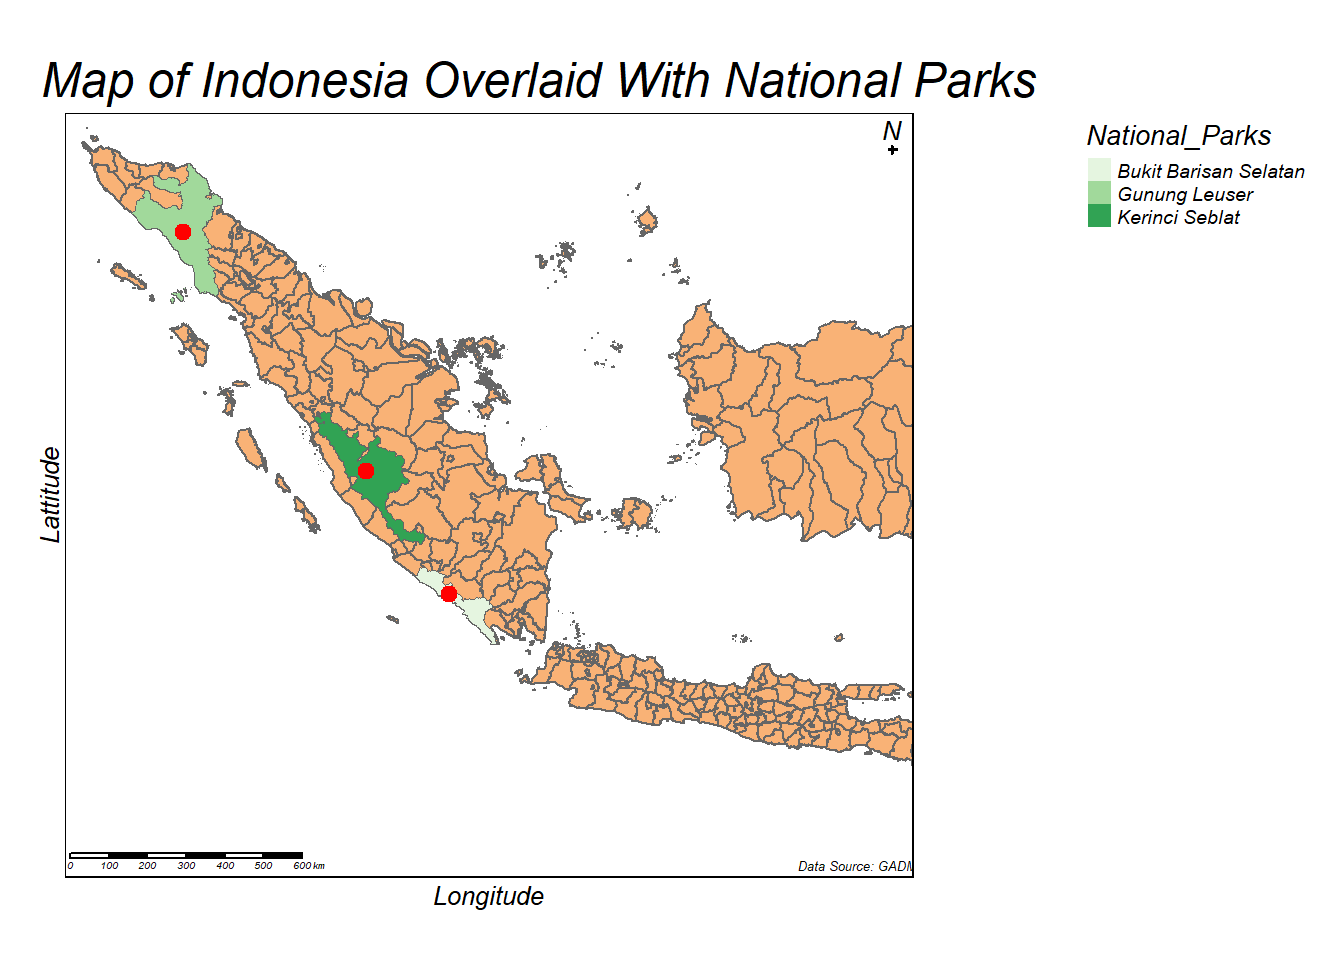 Map of Indonesia Overlaid With National Parks
N
National_Parks
Bukit Barisan Selatan
Gunung Leuser
Kerinci Seblat
Lattitude
0 100 200 300 400 500 600 km
Data Source: GADM
Longitude